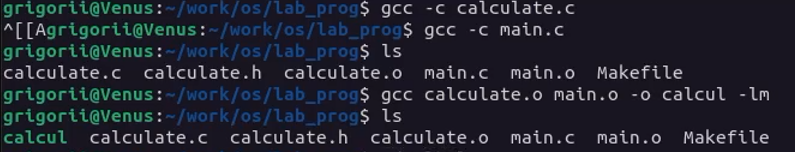 grigorii@Venus:~/work/os/lab_prog$ gcc -c calculate.c
^[[Agrigorii@Venus:~/work/os/lab_prog$ gcc -c main.c
grigorii@Venus:~/work/os/lab_prog$ ls
calculate.c  calculate.h  calculate.o  main.c  main.o  Makefile
grigorii@Venus:~/work/os/lab_prog$ gcc calculate.o main.o -o calcul -lm
grigorii@Venus:~/work/os/lab_prog$ ls
calcul  calculate.c  calculate.h  calculate.o  main.c  main.o  Makefile